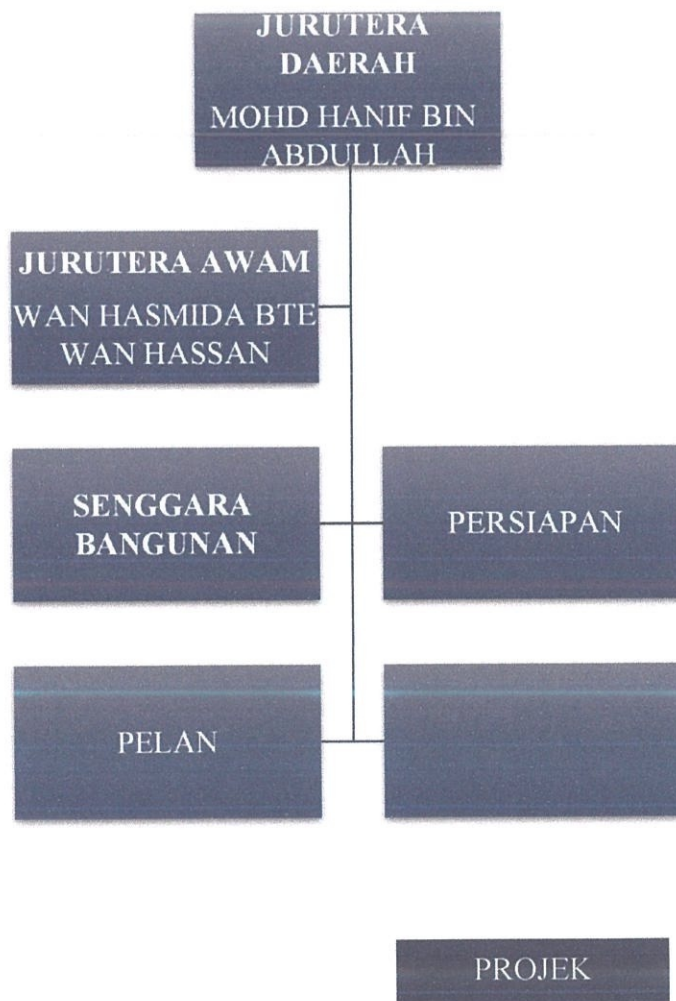 JURUTERA
DAERAH
MOHD HANIF BIN
ABDULLAH
JURUTERA AWAM
WAN HASMIDA BTE
WAN HASSAN
SENGGARA
BANGUNAN
PERSIAPAN
PELAN
PROJEK